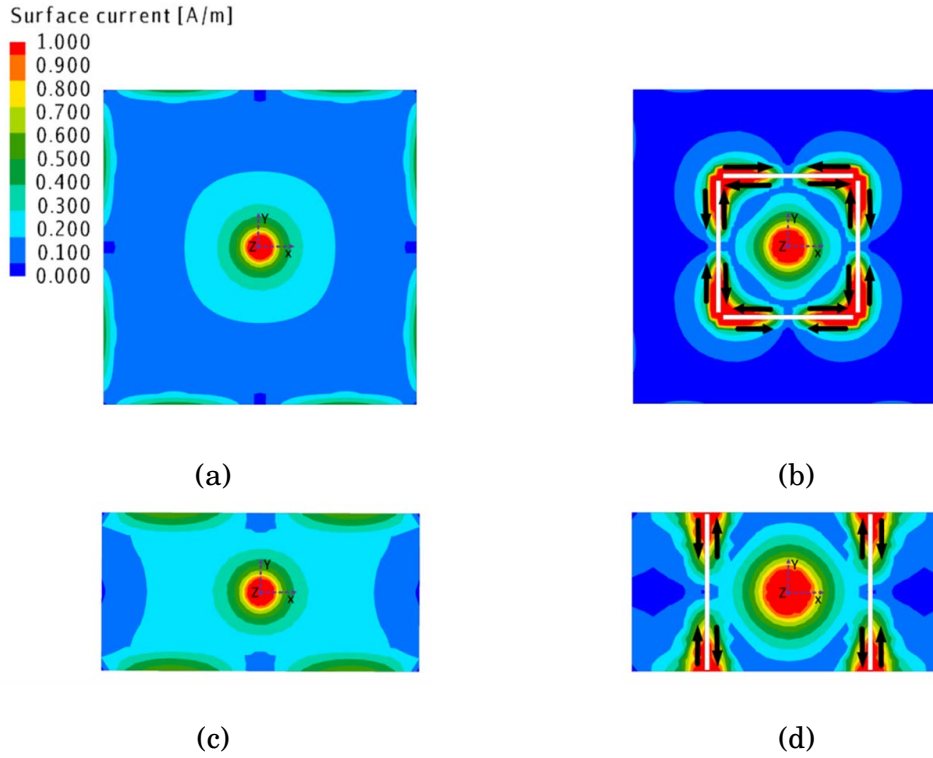 Surface current [A/m]
1.000
0.900
0.800
0.700
0.600
0.500
0.400
0.300
0.200
0.100
0.000
Y
Z
X
Y
Z
X
(a)
(b)
Y
Z
X
Y
Z
X
(c)
(d)